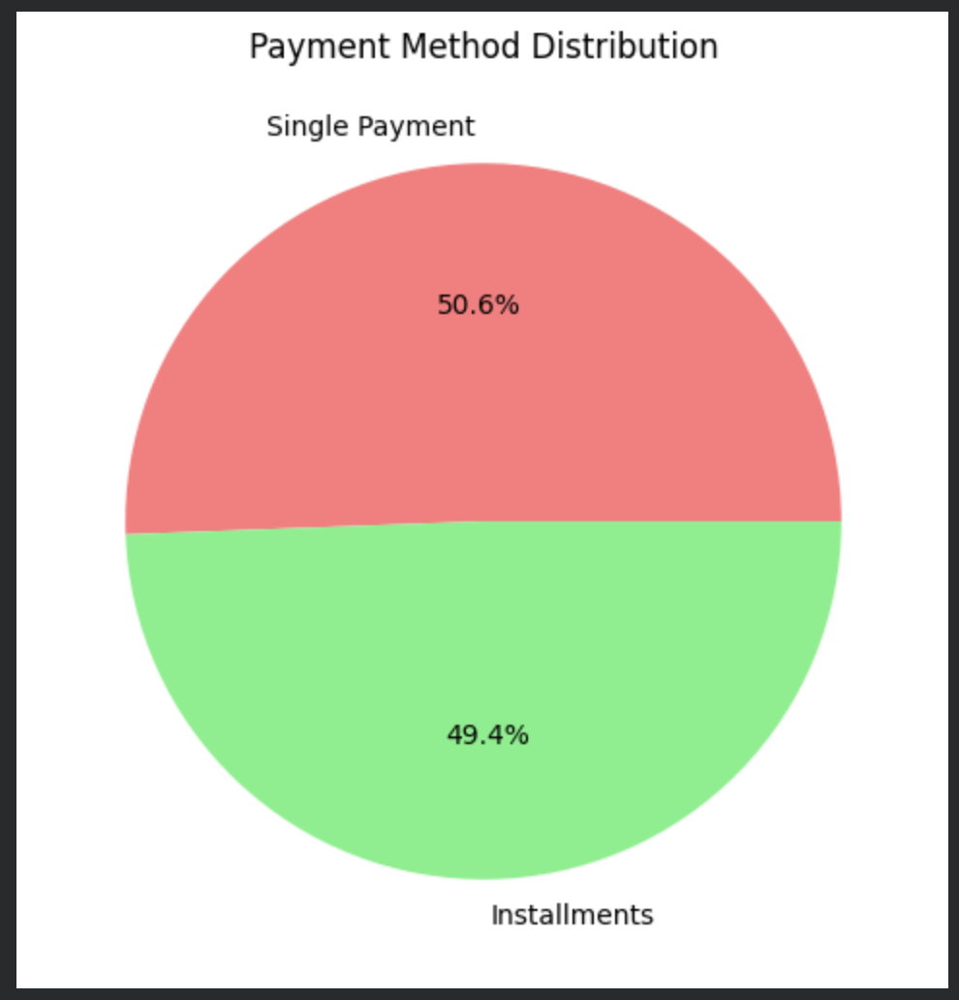 Payment Method Distribution
Single Payment
50.6%
49.4%
Installments